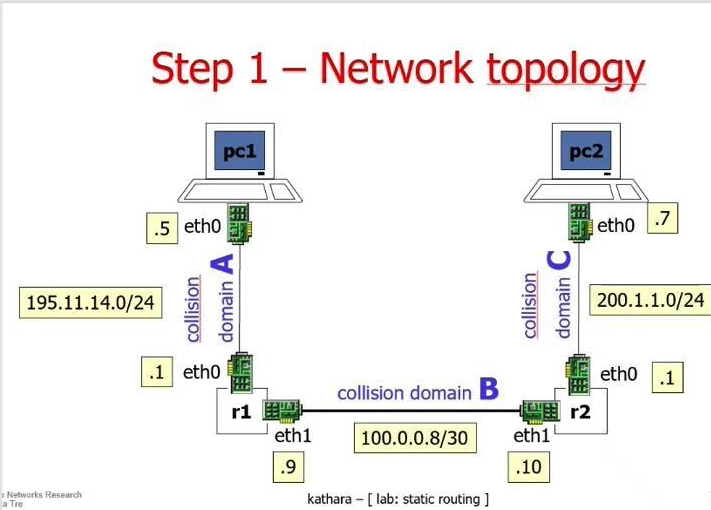 Step 1 – Network topology
pc1
pc2
.5
eth0
eth0
.7
195.11.14.0/24
collision
domain A
collision
domain C
200.1.1.0/24
.1
eth0
eth0
.1
r1
collision domain B
r2
eth1
100.0.0.8/30
eth1
.9
.10
Networks Research
a Tre
kathara – [ lab: static routing ]